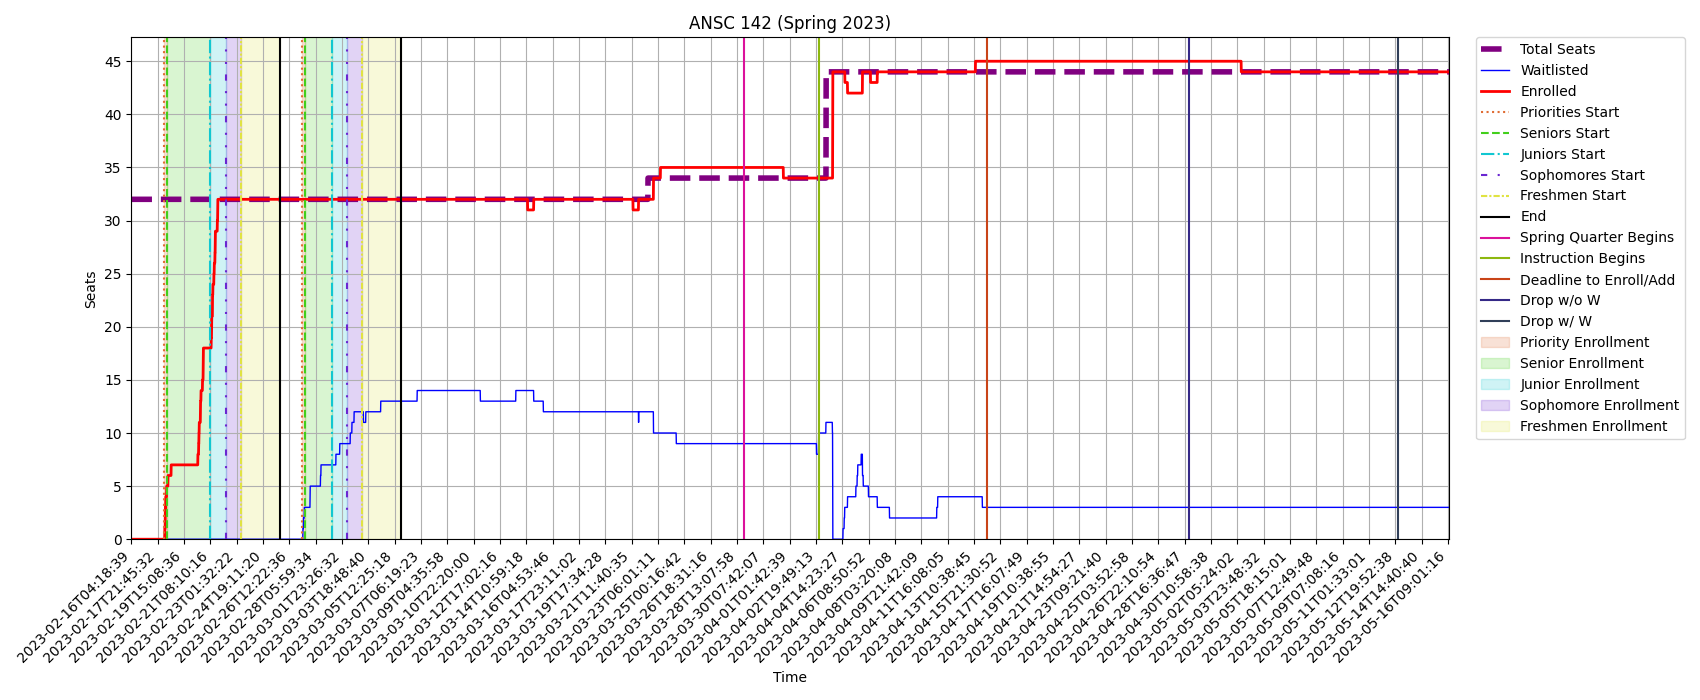 ANSC 142 (Spring 2023)
Seats
45
40
35
30
25
20
15
10
5
0
2023-02-16T04:18:39
2023-02-17T21:45:32
2023-02-19T15:08:36
2023-02-21T08:10:16
2023-02-23T01:32:22
2023-02-24T19:11:20
2023-02-26T12:22:36
2023-02-28T05:59:34
2023-03-01T23:26:32
2023-03-03T18:48:40
2023-03-05T12:25:18
2023-03-07T06:19:23
2023-03-09T04:35:58
2023-03-10T22:20:00
2023-03-12T17:02:16
2023-03-14T10:59:18
2023-03-16T04:53:46
2023-03-17T23:11:02
2023-03-19T17:34:28
2023-03-21T11:40:35
2023-03-23T06:01:11
2023-03-25T00:16:42
2023-03-26T18:31:16
2023-03-28T13:07:58
2023-03-30T07:42:07
2023-04-01T01:42:39
2023-04-02T19:49:13
2023-04-04T14:23:27
2023-04-06T08:50:52
2023-04-08T03:20:08
2023-04-09T21:42:09
2023-04-11T16:08:05
2023-04-13T10:38:45
2023-04-15T21:30:52
2023-04-17T16:07:49
2023-04-19T10:38:55
2023-04-21T14:54:27
2023-04-23T09:21:40
2023-04-25T03:52:58
2023-04-26T22:10:54
2023-04-28T16:36:47
2023-04-30T10:58:38
2023-05-02T05:24:02
2023-05-03T23:48:32
2023-05-05T18:15:01
2023-05-07T12:49:48
2023-05-09T07:08:16
2023-05-11T01:33:01
2023-05-12T19:52:38
2023-05-14T14:40:40
2023-05-16T09:01:16
Time
Total Seats
Waitlisted
Enrolled
Priorities Start
Seniors Start
Juniors Start
Sophomores Start
Freshmen Start
End
Spring Quarter Begins
Instruction Begins
Deadline to Enroll/Add
Drop w/o W
Drop w/ W
Priority Enrollment
Senior Enrollment
Junior Enrollment
Sophomore Enrollment
Freshmen Enrollment